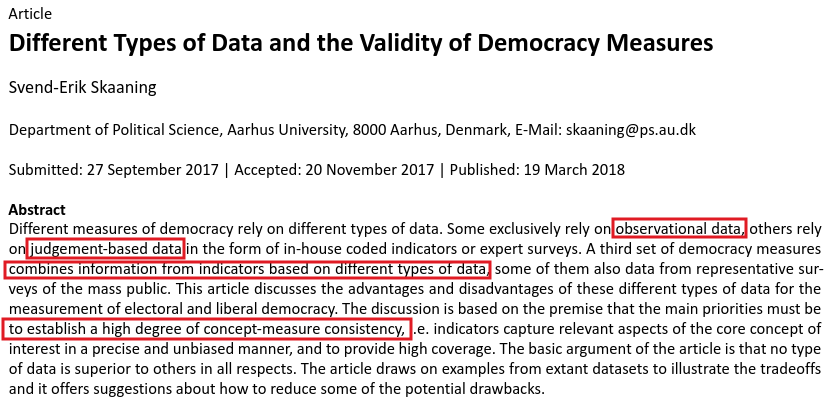 Article
Different Types of Data and the Validity of Democracy Measures
Svend-Erik Skaaning
Department of Political Science, Aarhus University, 8000 Aarhus, Denmark, E-Mail: skaaning@ps.au.dk
Submitted: 27 September 2017 | Accepted: 20 November 2017 | Published: 19 March 2018
Abstract
Different measures of democracy rely on different types of data. Some exclusively rely on observational data, others rely
on judgement-based data in the form of in-house coded indicators or expert surveys. A third set of democracy measures
combines information from indicators based on different types of data, some of them also data from representative sur-
veys of the mass public. This article discusses the advantages and disadvantages of these different types of data for the
measurement of electoral and liberal democracy. The discussion is based on the premise that the main priorities must be
to establish a high degree of concept-measure consistency, i.e. indicators capture relevant aspects of the core concept of
interest in a precise and unbiased manner, and to provide high coverage. The basic argument of the article is that no type
of data is superior to others in all respects. The article draws on examples from extant datasets to illustrate the tradeoffs
and it offers suggestions about how to reduce some of the potential drawbacks.